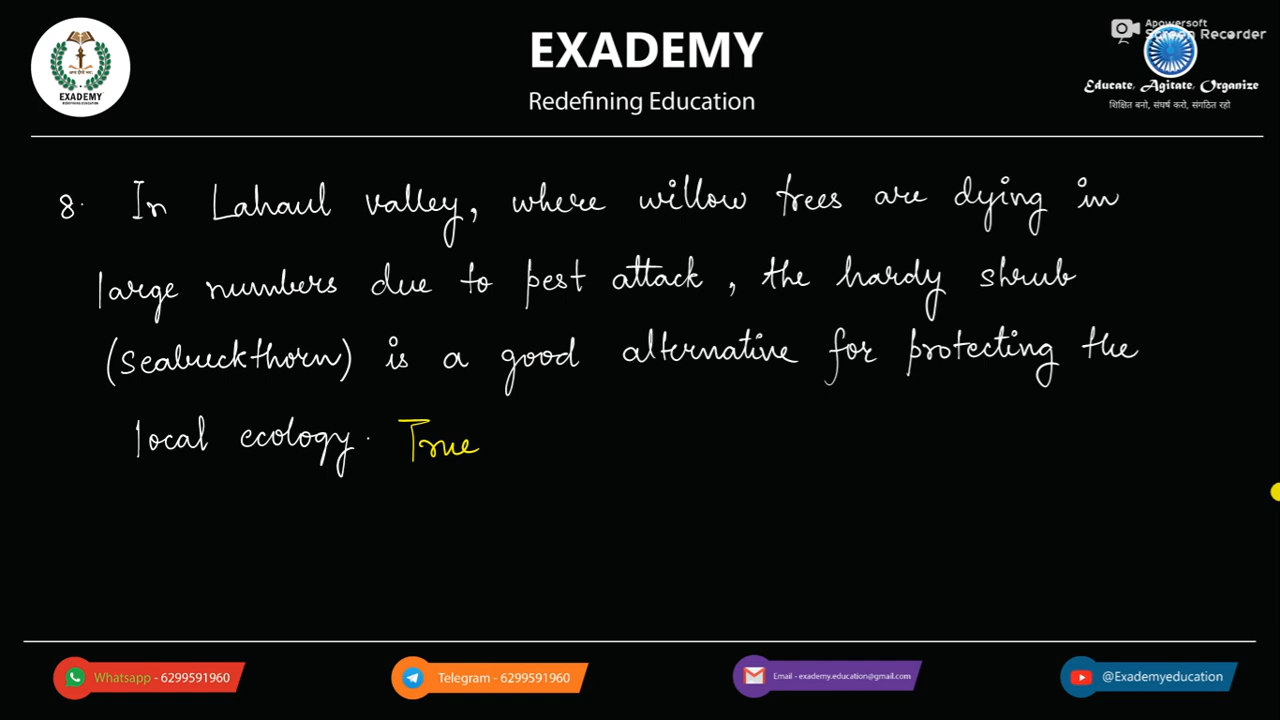 EXADEMY
Redefining Education
EXADEMY
REDEFINING EDUCATION
Apowersoft
Screen Recorder
Educate, Agitate, Organize
शिक्षित बनो, संघर्ष करो, संगठित रहो
8. In Lahaul valley, where willow trees are dying in
large numbers due to pest attack, the hardy shrub
(Seabuckthorn) is a good alternative for protecting the
local ecology. True
Whatsapp - 6299591960
Telegram - 6299591960
Email - exademy.education@gmail.com
@Exademyeducation